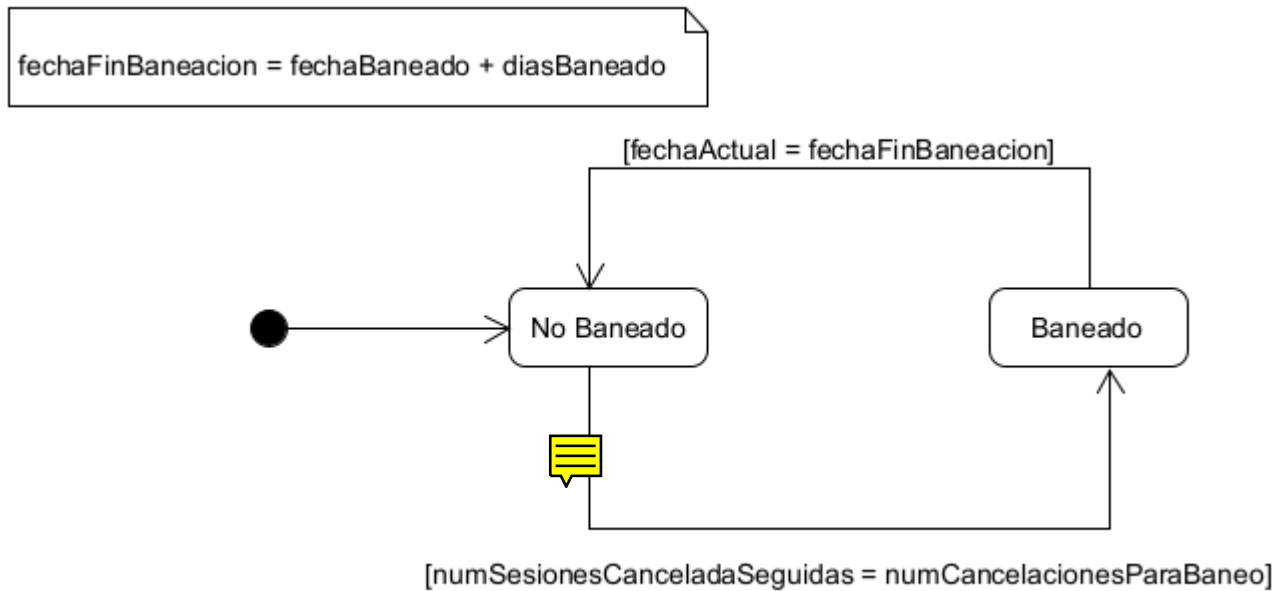 fechaFinBaneacion = fechaBaneado + diasBaneado
[fechaActual = fechaFinBaneacion]
No Baneado
Baneado
[numSesionesCanceladaSeguidas = numCancelacionesParaBaneo]